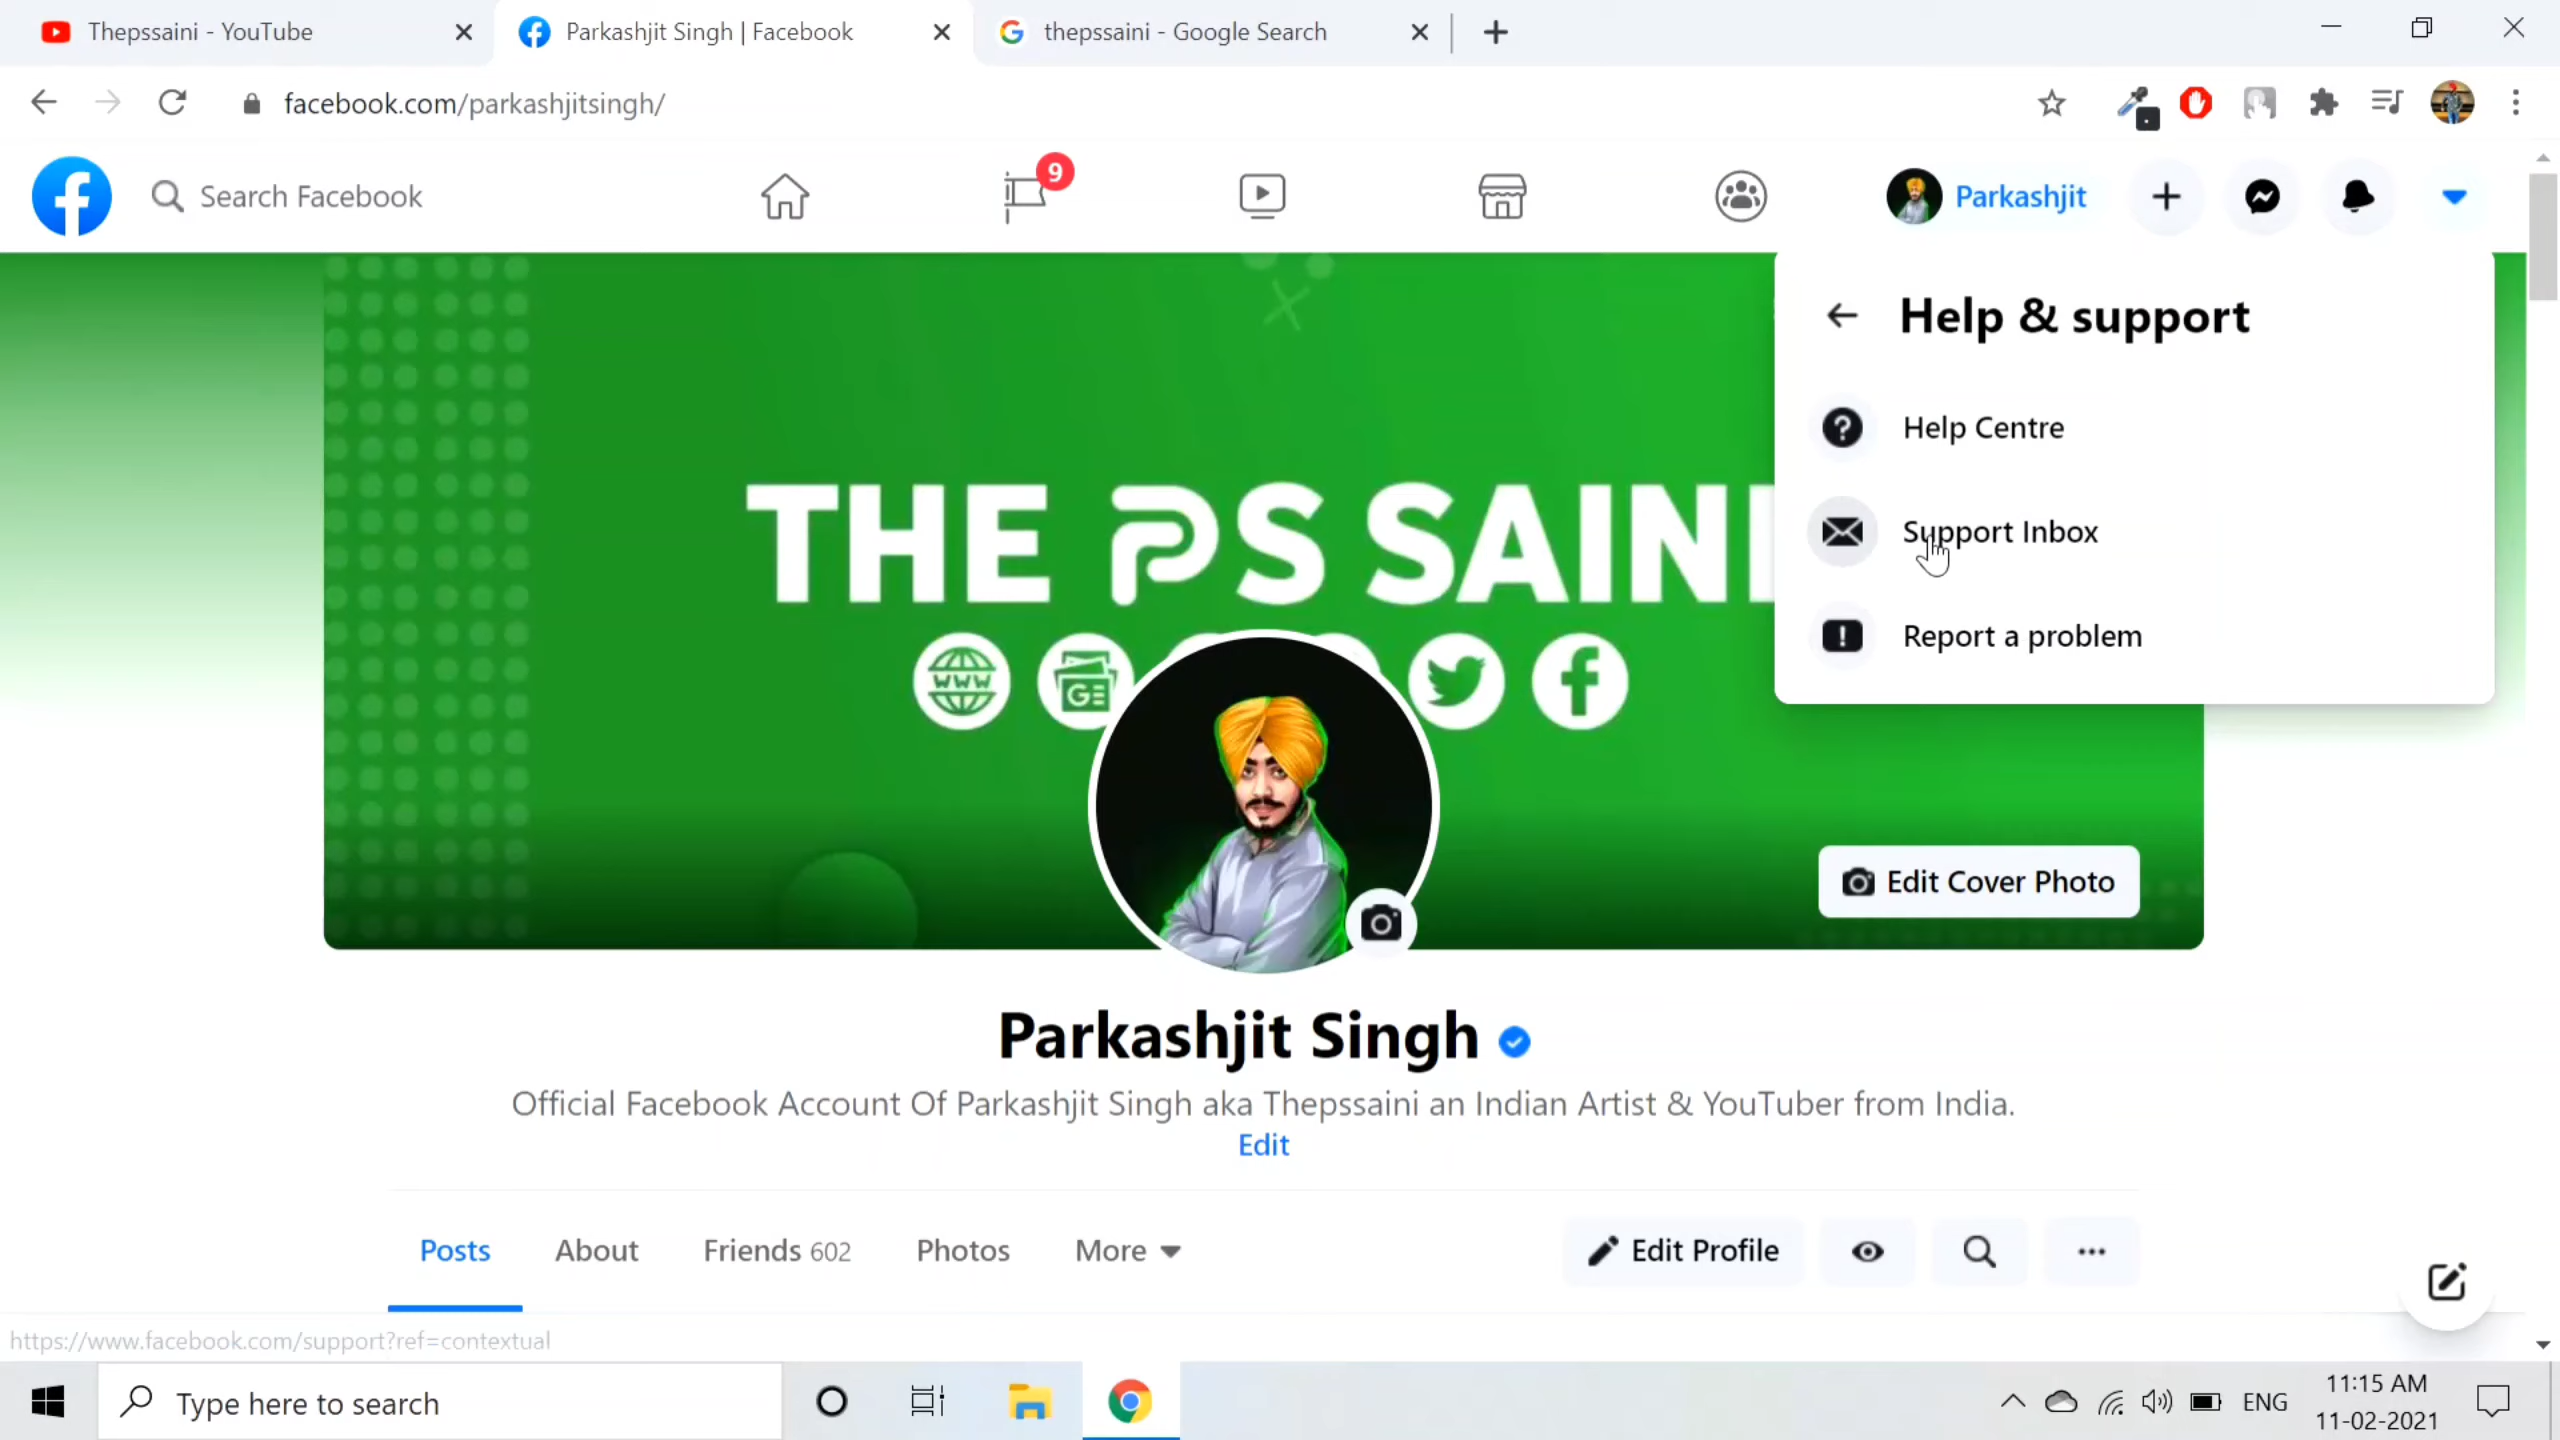 Thepssaini - YouTube
Parkashjit Singh | Facebook
thepssaini - Google Search
facebook.com/parkashjitsingh/
Search Facebook
9
Parkashjit
Help & support
Help Centre
Support Inbox
Report a problem
THE PS SAINI
WWW
GE
Edit Cover Photo
Parkashjit Singh
Official Facebook Account Of Parkashjit Singh aka Thepssaini an Indian Artist & YouTuber from India.
Edit
Posts
About
Friends 602
Photos
More
Edit Profile
https://www.facebook.com/support?ref=contextual
Type here to search
ENG
11:15 AM
11-02-2021